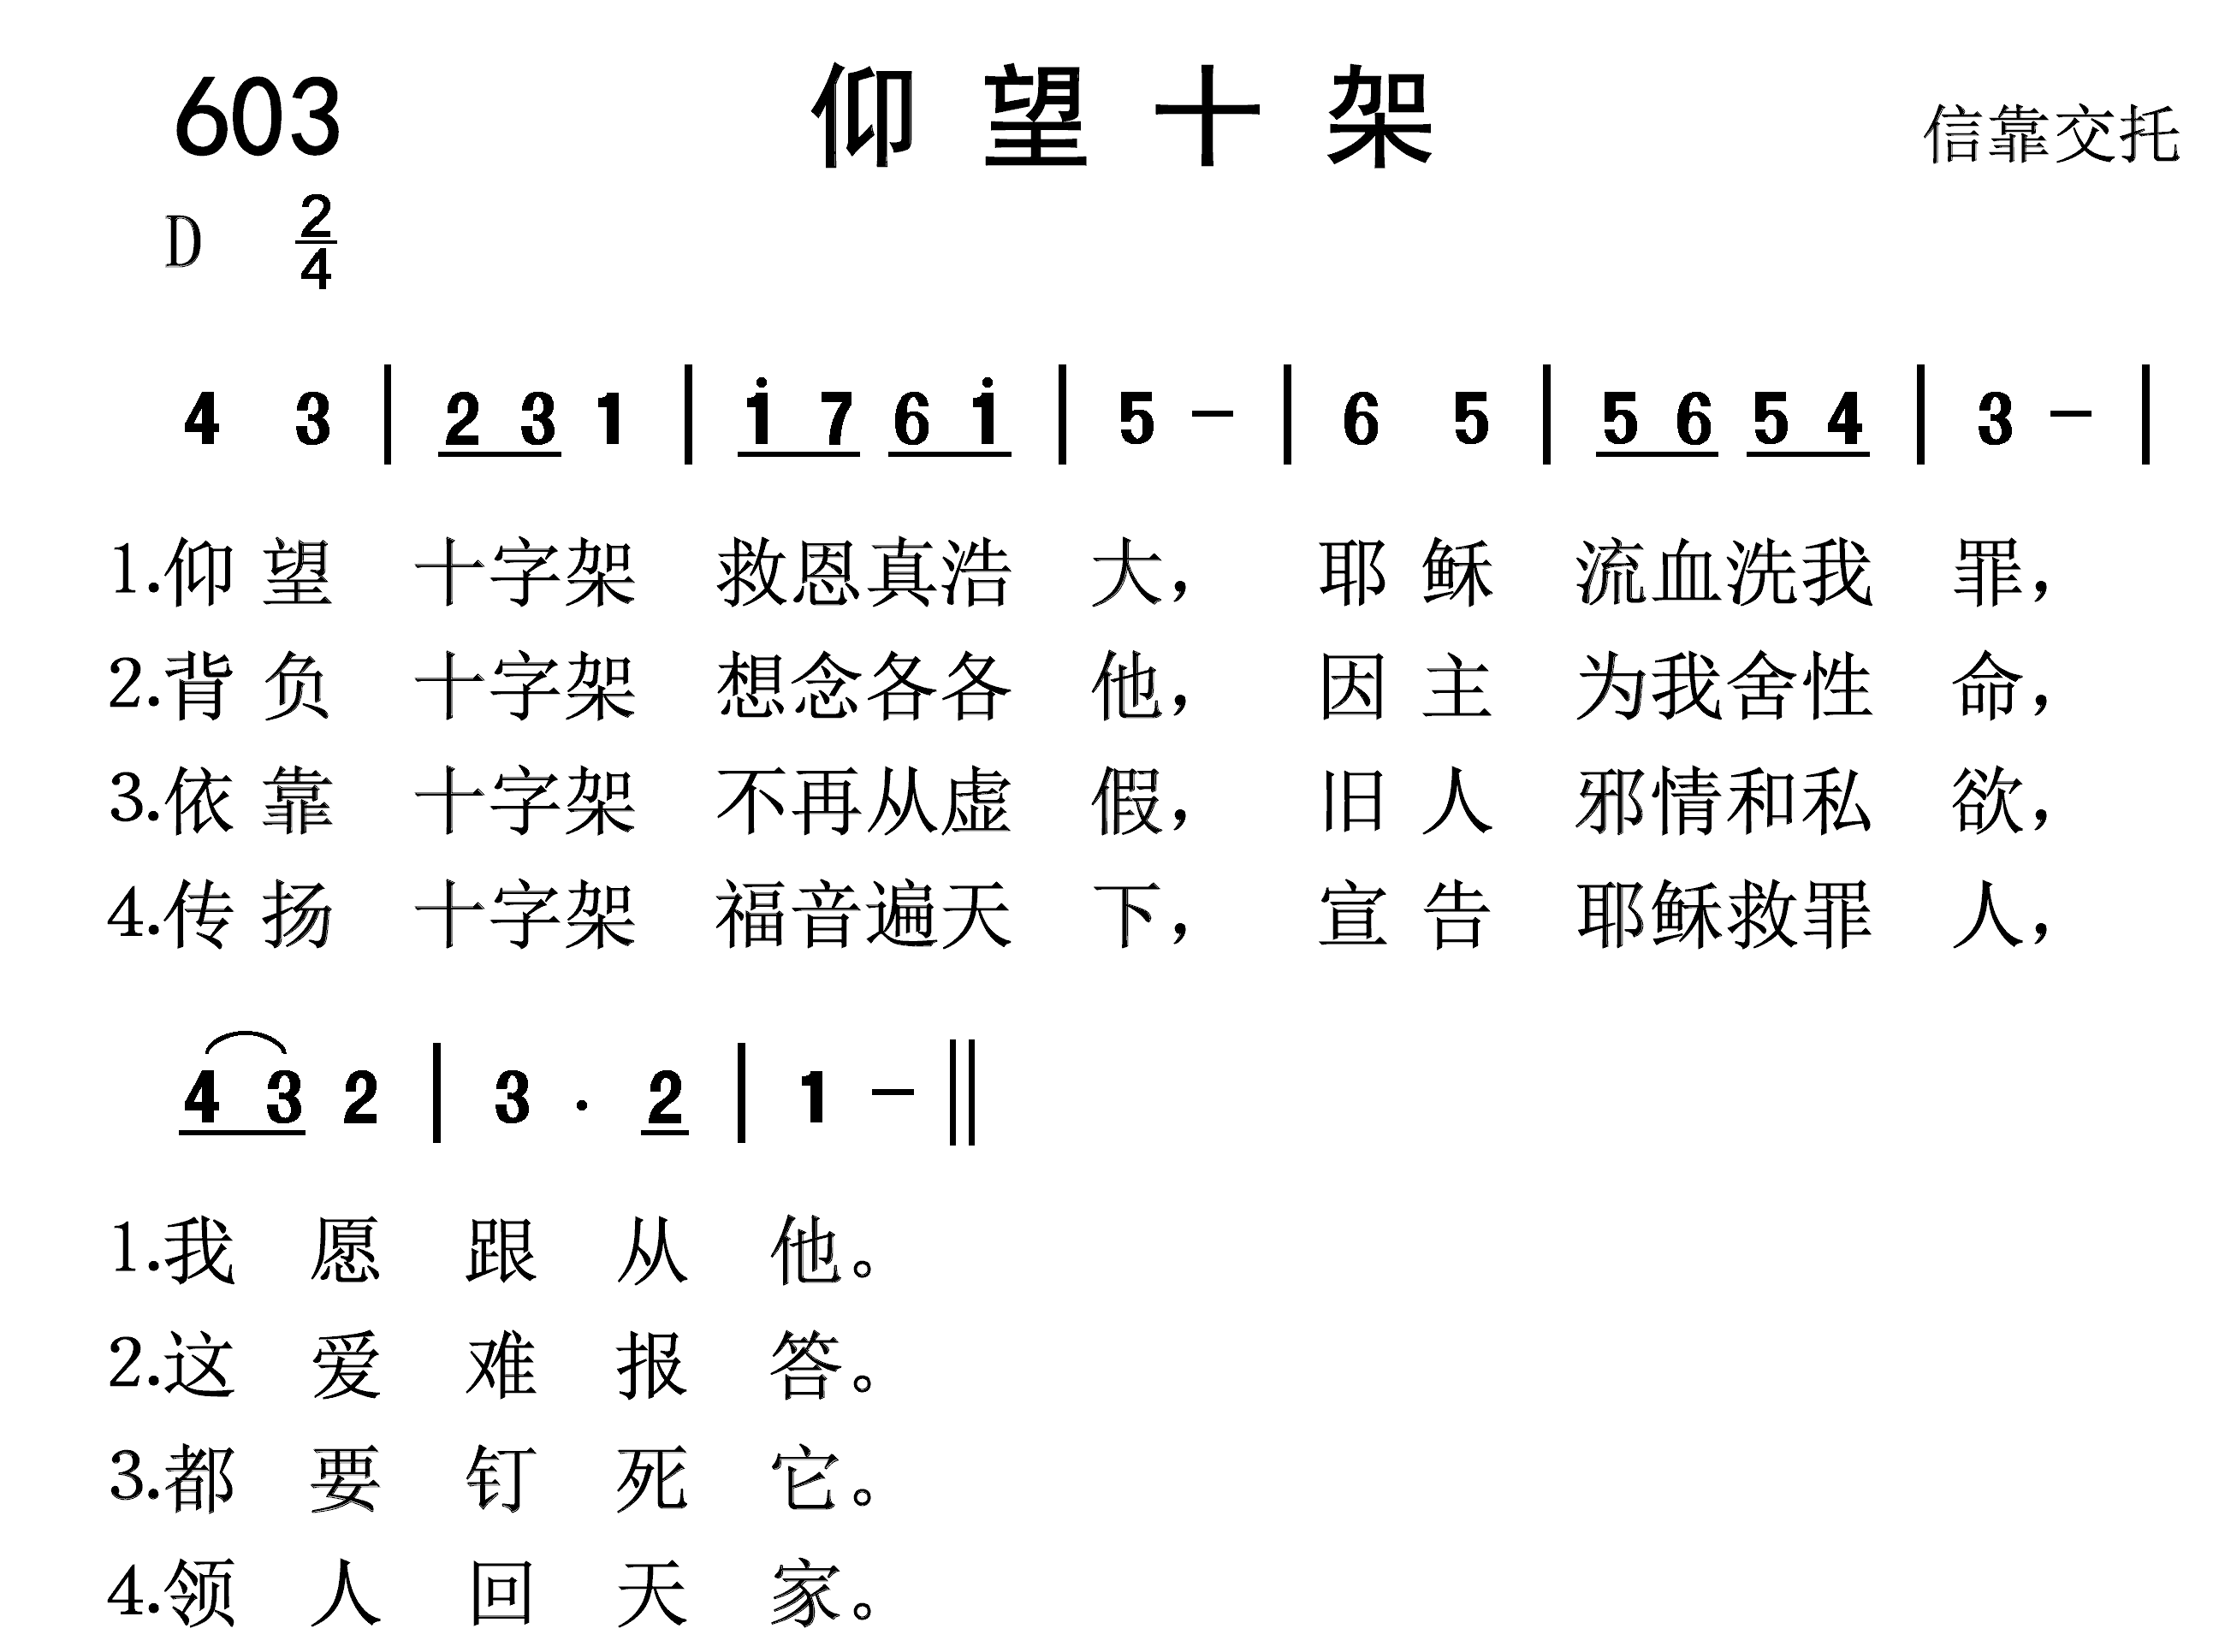 603 仰望十架 信靠交托
D 2/4
4 3 | 2 3 1 | i 7 6 i | 5 – | 6 5 | 5 6 5 4 | 3 – |
1.仰望 十字架 救恩真浩 大， 耶稣 流血洗我 罪，
2.背负 十字架 想念各各 他， 因主 为我舍性 命，
3.依靠 十字架 不再从虚 假， 旧人 邪情和私 欲，
4.传扬 十字架 福音遍天 下， 宣告 耶稣救罪 人，
4 3 2 | 3 · 2 | 1 – ‖
1.我 愿 跟 从 他。
2.这 爱 难 报 答。
3.都 要 钉 死 它。
4.领 人 回 天 家。